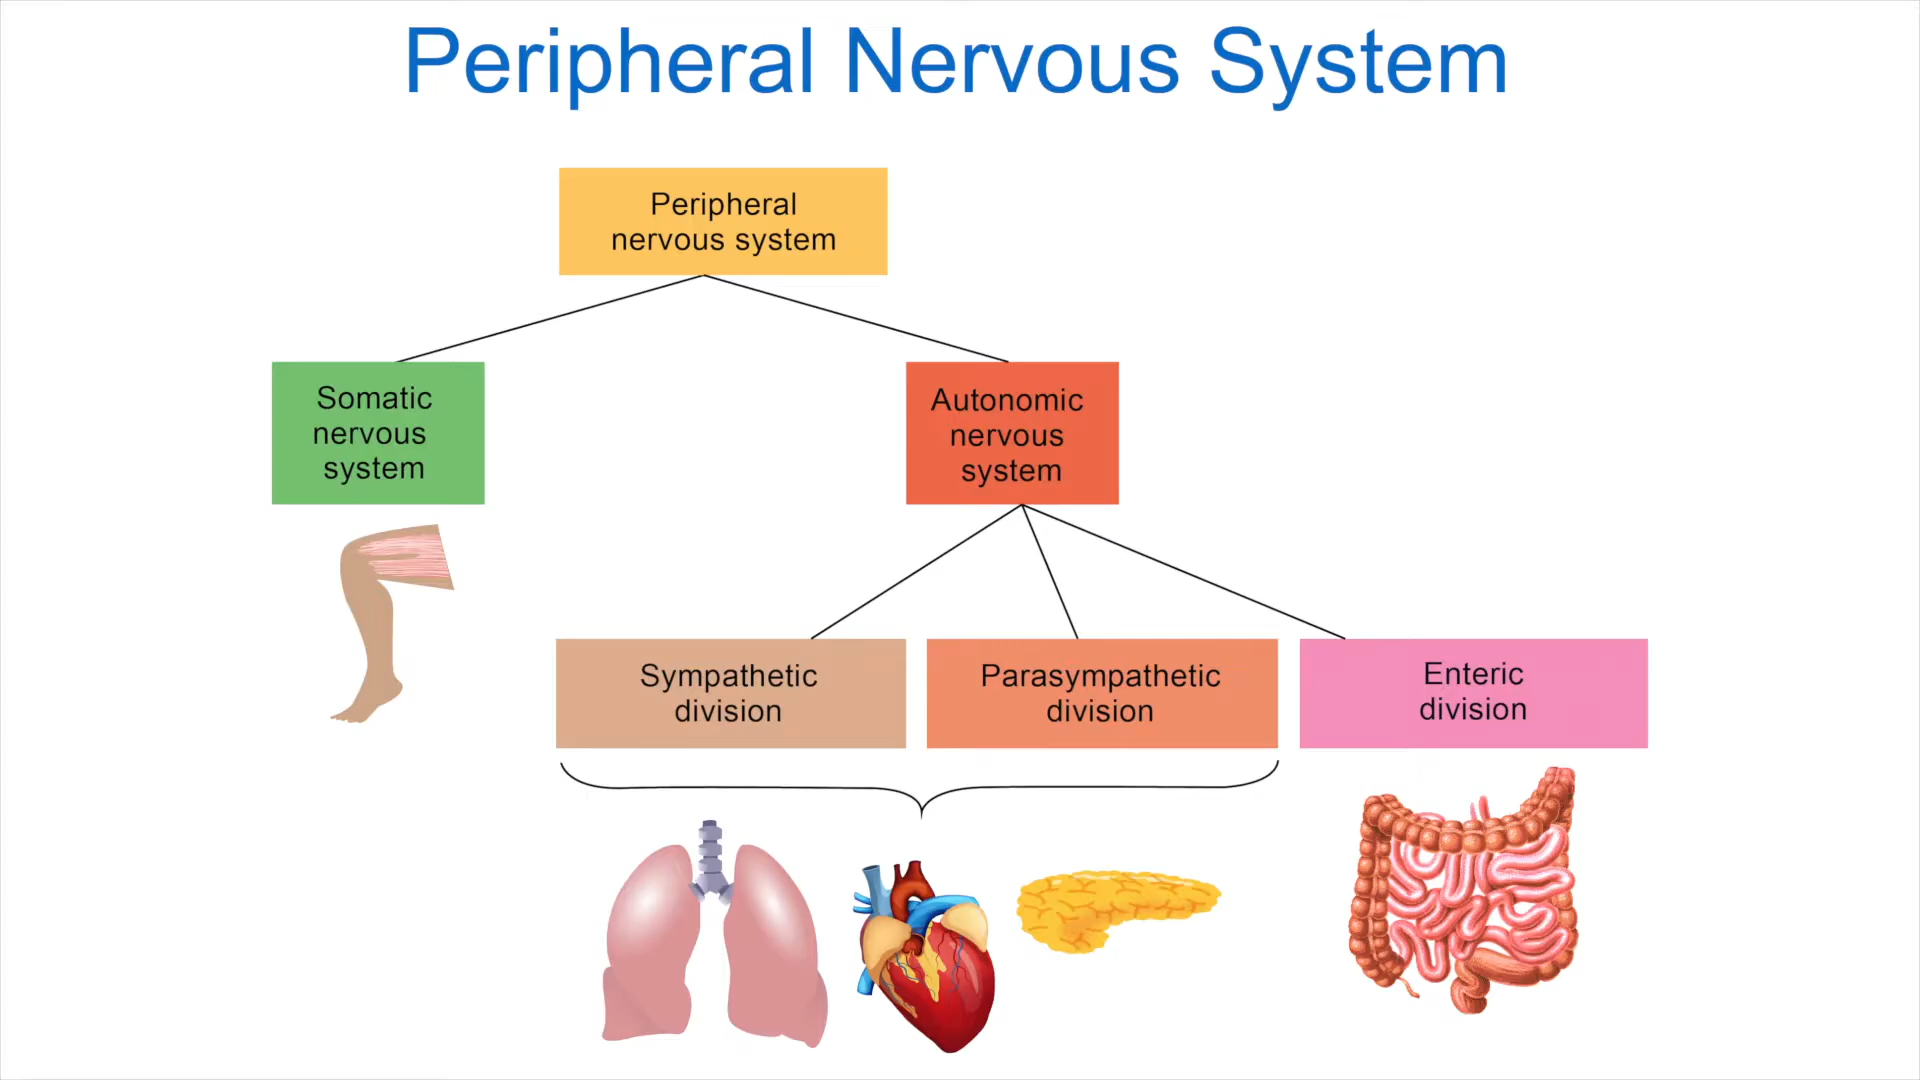 Peripheral Nervous System
Peripheral
nervous system
Somatic
nervous
system
Autonomic
nervous
system
Sympathetic
division
Parasympathetic
division
Enteric
division